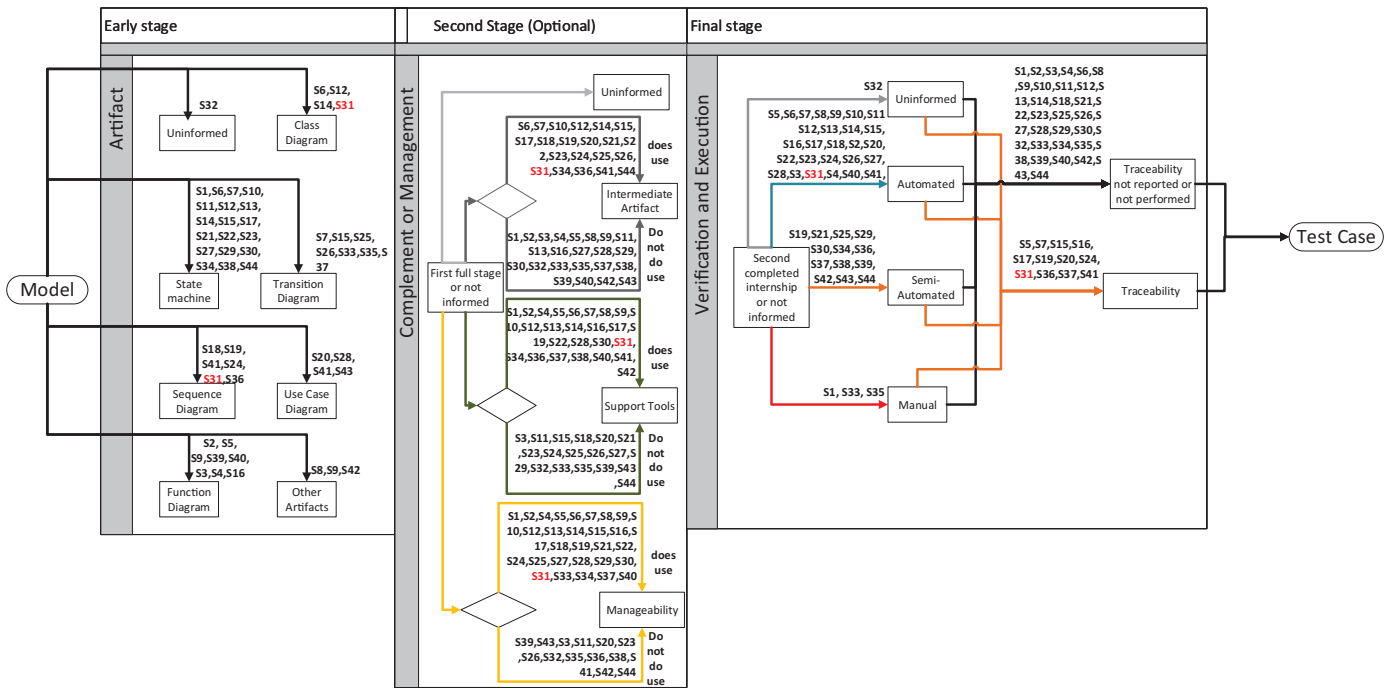 Early stage
Second Stage (Optional)
Final stage
Artifact
Complement or Management
Verification and Execution
Model
S32
Uninformed
S6,S12,
S14,S31
Class
Diagram
S1,S6,S7,S10,
S11,S12,S13,
S14,S15,S17,
S21,S22,S23,
S27,S29,S30,
S34,S38,S44
State
machine
S7,S15,S25,
S26,S33,S35,S
37
Transition
Diagram
S18,S19,
S41,S24,
S31,S36
Sequence
Diagram
S20,S28,
S41,S43
Use Case
Diagram
S2, S5,
S9,S39,S40,
S3,S4,S16
Function
Diagram
S8,S9,S42
Other
Artifacts
First full stage
or not
informed
Uninformed
S6,S7,S10,S12,S14,S15,
S17,S18,S19,S20,S21,S2
2,S23,S24,S25,S26,
S31,S34,S36,S41,S44
does
use
Intermediate
Artifact
S1,S2,S3,S4,S5,S8,S9,S11,
S13,S16,S27,S28,S29,
S30,S32,S33,S35,S37,S38,
S39,S40,S42,S43
Do
not
do
use
S1,S2,S4,S5,S6,S7,S8,S9,S
10,S12,S13,S14,S16,S17,S
19,S22,S28,S30,S31,
S34,S36,S37,S38,S40,S41,
S42
does
use
Support Tools
S3,S11,S15,S18,S20,S21
,S23,S24,S25,S26,S27,S
29,S32,S33,S35,S39,S43
,S44
Do
not
do
use
S1,S2,S4,S5,S6,S7,S8,S9,S
10,S12,S13,S14,S15,S16,S
17,S18,S19,S21,S22,
S24,S25,S27,S28,S29,S30,
S31,S33,S34,S37,S40
does
use
Manageability
S39,S43,S3,S11,S20,S23
,S26,S32,S35,S36,S38,S
41,S42,S44
Do
not
do
use
Second
completed
internship
or not
informed
S32
Uninformed
S5,S6,S7,S8,S9,S10,S11
S12,S13,S14,S15,
S16,S17,S18,S2,S20,
S22,S23,S24,S26,S27,
S28,S3,S31,S4,S40,S41,
Automated
S19,S21,S25,S29,
S30,S34,S36,
S37,S38,S39,
S42,S43,S44
Semi-
Automated
S1, S33, S35
Manual
S1,S2,S3,S4,S6,S8
,S9,S10,S11,S12,S
13,S14,S18,S21,S
22,S23,S25,S26,S
27,S28,S29,S30,S
32,S33,S34,S35,S
38,S39,S40,S42,S
43,S44
Traceability
not reported or
not performed
S5,S7,S15,S16,
S17,S19,S20,S24,
S31,S36,S37,S41
Traceability
Test Case